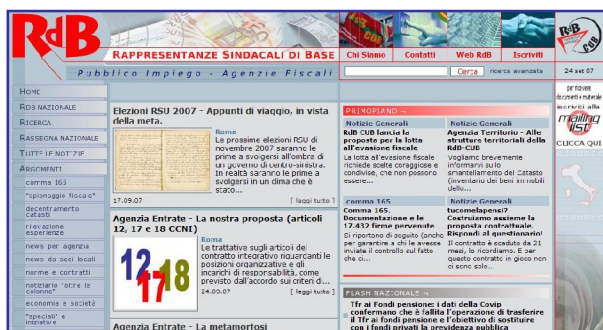 RdB
RAPPRESENTANZE SINDACALI DI BASE
Chi Siamo
Contatti
Web RdB
Iscriviti
Pubblico Impiego - Agenzie Fiscali
Cerca
ricerca avanzata
24 set 07
HOME
RDB NAZIONALE
RICERCA
RASSEGNA NAZIONALE
TUTTE LE NOTIZIE
ARGOMENTI
comma 165
"spionaggio fiscale"
decentramento
catasti
rilevazione
esperienze
news per agenzia
news da posti locali
norme e contratti
notiziario "oltre le
colonne"
economia e società
"speciali" e
iniziative
Elezioni RSU 2007 - Appunti di viaggio, in vista
della meta.
Roma
Le prossime elezioni RSU di
novembre 2007 saranno le
prime a svolgersi all'ombra di
un governo di centro-sinistra.
In realtà saranno le prime a
svolgersi in un clima che è
stato...
17.09.07
[ leggi tutto ]
Agenzia Entrate - La nostra proposta (articoli
12, 17 e 18 CCNI)
12 17 18
Roma
Le trattative sugli articoli del
contratto integrativo riguardanti le
posizioni organizzative e gli
incarichi di responsabilità, come
previsto dall'accordo sui criteri di...
24.09.07
[ leggi tutto ]
Agenzia Entrate - La metamorfosi
PRIMOPIANO
Notizie Generali
RdB CUB lancia la
proposta per la lotta
all'evasione fiscale
La lotta all'evasione fiscale
richiede scelte coraggiose e
condivise, che non possono
essere...
Notizie Generali
Agenzia Territorio - Alle
strutture territoriali della
RdB-CUB
Vogliamo brevemente
informarvi sullo
smantellamento del Catasto
(inventario dei beni immobili
dello...
comma 165
Comma 165.
Documentazione e le
17.432 firme pervenute
Si riportano di seguito (anche
per garantire a chi le avesse
inviate il controllo sul fatto
che ci...
tucomelapensi?
Costruiamo assieme la
proposta contrattuale.
Rispondi al questionario!
Il contratto è scaduto da 21
mesi, lo ricordiamo. E per
questo contratto in gioco non
ci sono solo...
FLASH NAZIONALE
Tfr ai Fondi pensione: i dati della Covip
confermano che è fallita l'operazione di trasferire
il Tfr ai fondi pensione e l'obiettivo di sostituire
con i fondi privati la previdenza pubblica
per ricevere
documenti e materiale
iscriviti alla
mailing
list
CLICCA QUI